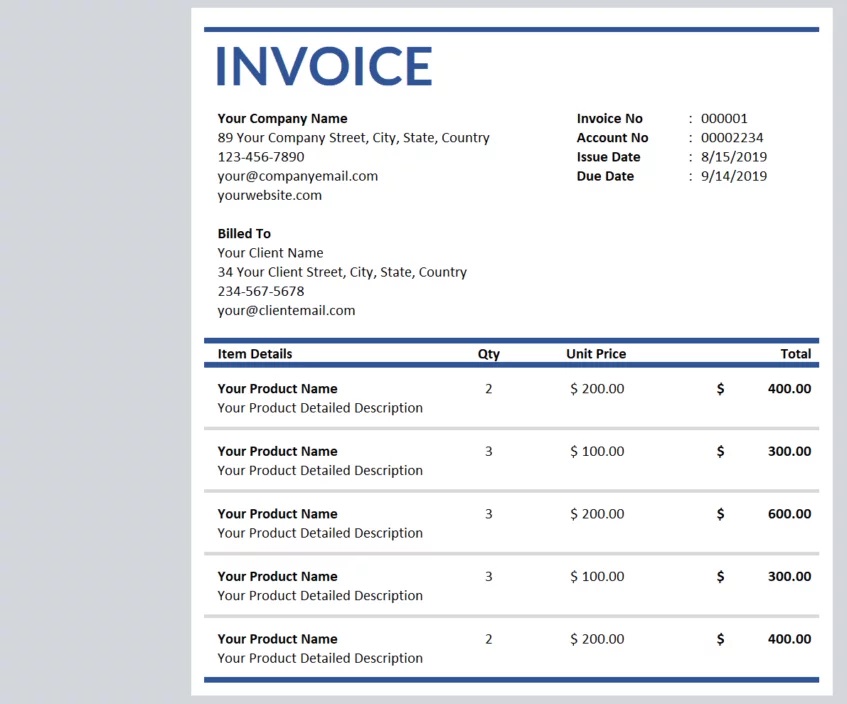 INVOICE
Your Company Name
89 Your Company Street, City, State, Country
123-456-7890
your@companyemail.com
yourwebsite.com
Invoice No : 000001
Account No : 00002234
Issue Date : 8/15/2019
Due Date : 9/14/2019
Billed To
Your Client Name
34 Your Client Street, City, State, Country
234-567-5678
your@clientemail.com
Item Details Qty Unit Price Total
Your Product Name 2 $ 200.00 $ 400.00
Your Product Detailed Description
Your Product Name 3 $ 100.00 $ 300.00
Your Product Detailed Description
Your Product Name 3 $ 200.00 $ 600.00
Your Product Detailed Description
Your Product Name 3 $ 100.00 $ 300.00
Your Product Detailed Description
Your Product Name 2 $ 200.00 $ 400.00
Your Product Detailed Description